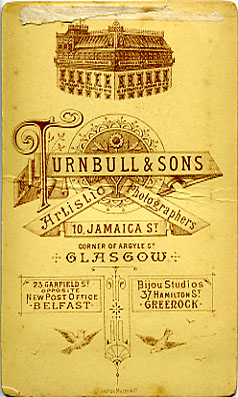 TURNBULL & SONS
Artistic Photographers
10, JAMAICA ST
CORNER OF ARGYLE ST
GLASGOW
23, GARFIELD ST
OPPOSITE
NEW POST OFFICE
BELFAST
Bijou Studios
37, HAMILTON ST
GREENOCK